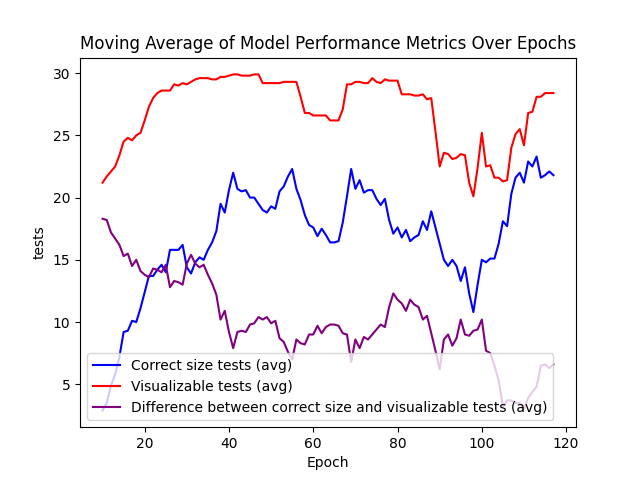 Moving Average of Model Performance Metrics Over Epochs
30
25
20
15
10
5
tests
Correct size tests (avg)
Visualizable tests (avg)
Difference between correct size and visualizable tests (avg)
20 40 60 80 100 120
Epoch